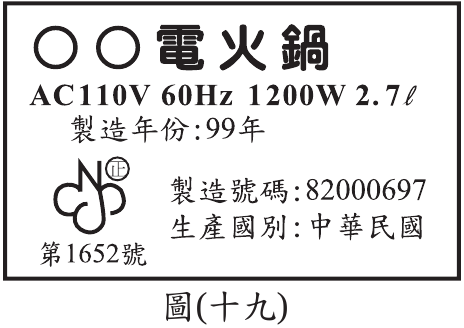 ○○電火鍋
AC110V 60Hz 1200W 2.7ℓ
製造年份:99年
正
製造號碼:82000697
生產國別:中華民國
第1652號
圖(十九)